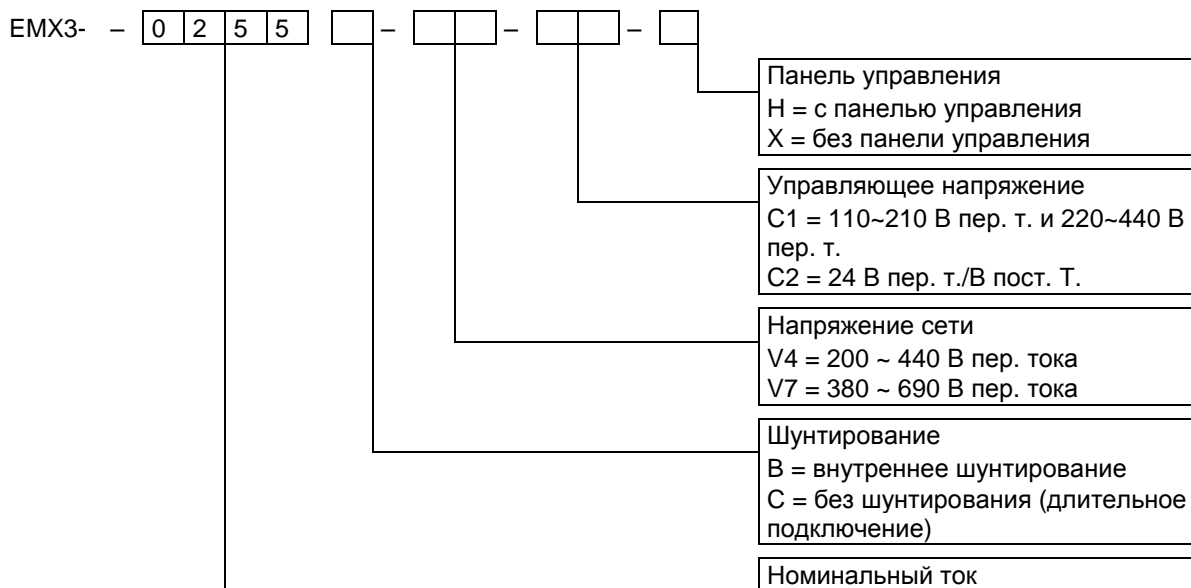 EMX3- – 0 2 5 5 – – –
Панель управления
H = с панелью управления
X = без панели управления
Управляющее напряжение
C1 = 110~210 В пер. т. и 220~440 В
пер. т.
C2 = 24 В пер. т./В пост. Т.
Напряжение сети
V4 = 200 ~ 440 В пер. тока
V7 = 380 ~ 690 В пер. тока
Шунтирование
B = внутреннее шунтирование
C = без шунтирования (длительное
подключение)
Номинальный ток